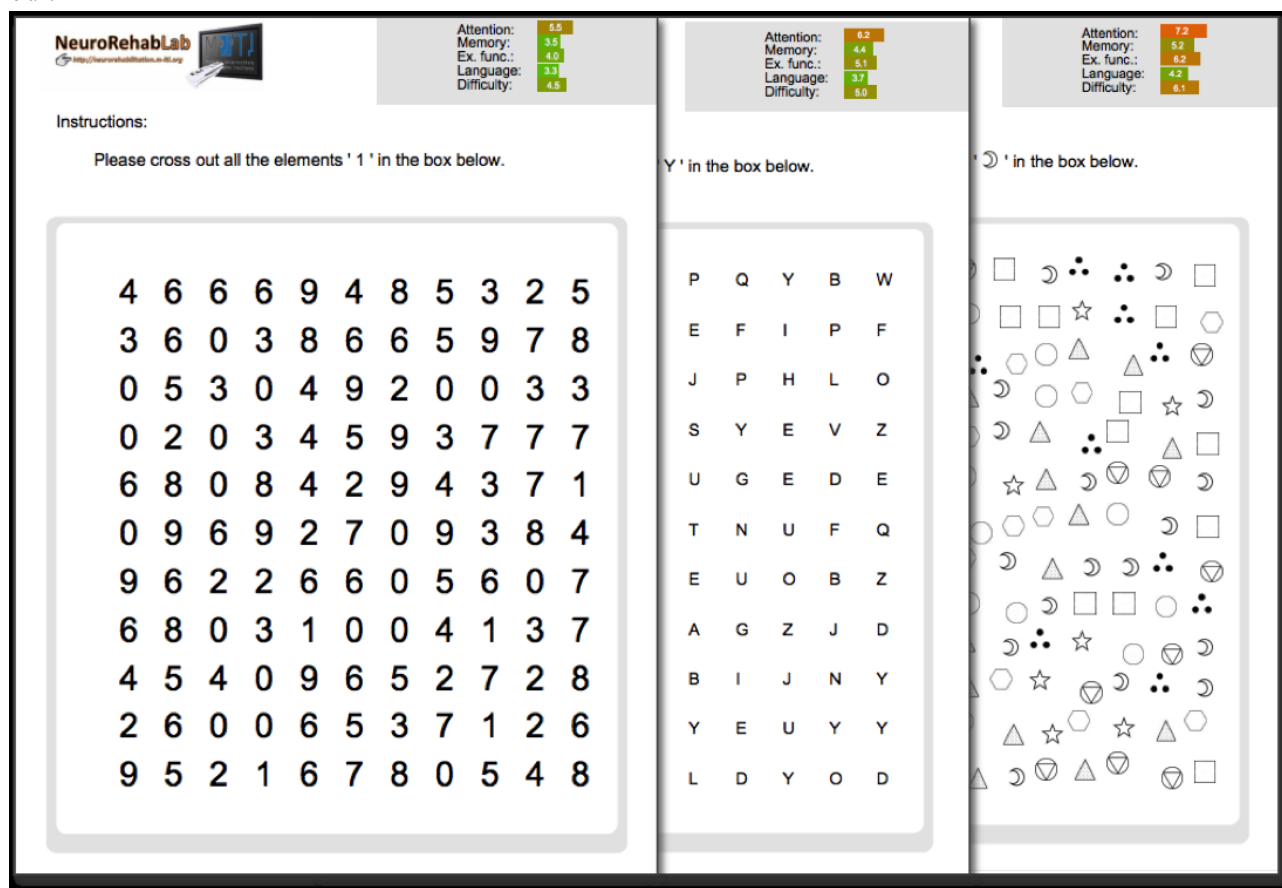 NeuroRehabLab
http://neurorehabilitation.m-iti.org
Attention: 5.5
Memory: 3.5
Ex. func.: 4.0
Language: 3.3
Difficulty: 4.5
Instructions:
Please cross out all the elements ' 1 ' in the box below.
4 6 6 6 9 4 8 5 3 2 5
3 6 0 3 8 6 6 5 9 7 8
0 5 3 0 4 9 2 0 0 3 3
0 2 0 3 4 5 9 3 7 7 7
6 8 0 8 4 2 9 4 3 7 1
0 9 6 9 2 7 0 9 3 8 4
9 6 2 2 6 6 0 5 6 0 7
6 8 0 3 1 0 0 4 1 3 7
4 5 4 0 9 6 5 2 7 2 8
2 6 0 0 6 5 3 7 1 2 6
9 5 2 1 6 7 8 0 5 4 8
Attention: 6.2
Memory: 4.4
Ex. func.: 5.1
Language: 3.7
Difficulty: 5.0
' Y ' in the box below.
P Q Y B W
E F I P F
J P H L O
S Y E V Z
U G E D E
T N U F Q
E U O B Z
A G Z J D
B I J N Y
Y E U Y Y
L D Y O D
Attention: 7.2
Memory: 5.2
Ex. func.: 6.2
Language: 4.2
Difficulty: 6.1
' ☽ ' in the box below.